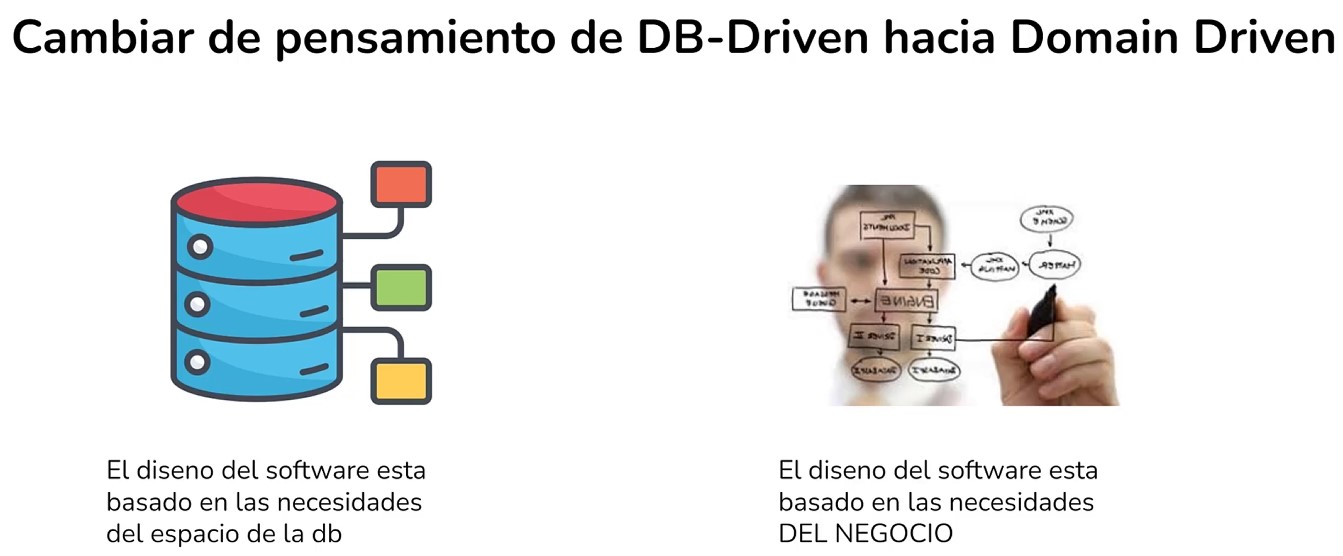 Cambiar de pensamiento de DB-Driven hacia Domain Driven
El diseno del software esta
basado en las necesidades
del espacio de la db
ENGINE
El diseno del software esta
basado en las necesidades
DEL NEGOCIO